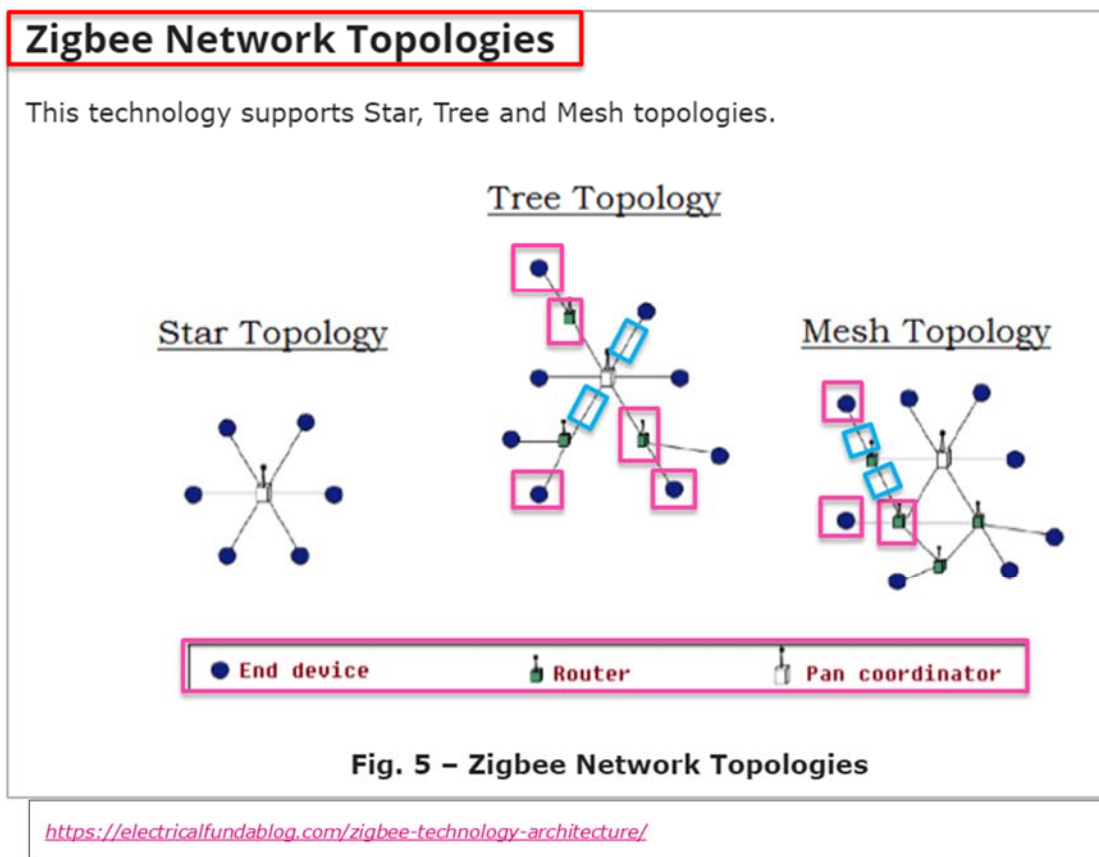 Zigbee Network Topologies
This technology supports Star, Tree and Mesh topologies.
Tree Topology
Star Topology
Mesh Topology
End device
Router
Pan coordinator
Fig. 5 – Zigbee Network Topologies
https://electricalfundablog.com/zigbee-technology-architecture/